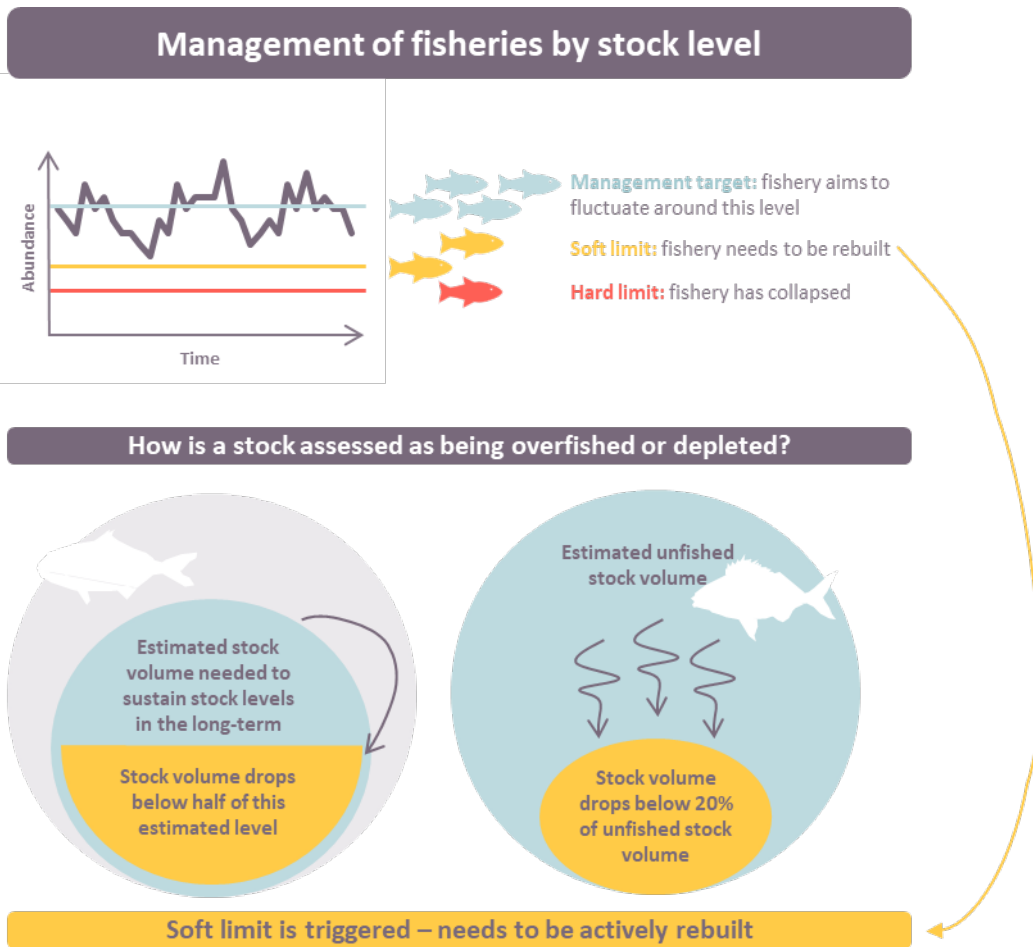 Management of fisheries by stock level
Abundance
Time
Management target: fishery aims to
fluctuate around this level
Soft limit: fishery needs to be rebuilt
Hard limit: fishery has collapsed
How is a stock assessed as being overfished or depleted?
Estimated stock
volume needed to
sustain stock levels
in the long-term
Stock volume drops
below half of this
estimated level
Estimated unfished
stock volume
Stock volume
drops below 20%
of unfished stock
volume
Soft limit is triggered – needs to be actively rebuilt